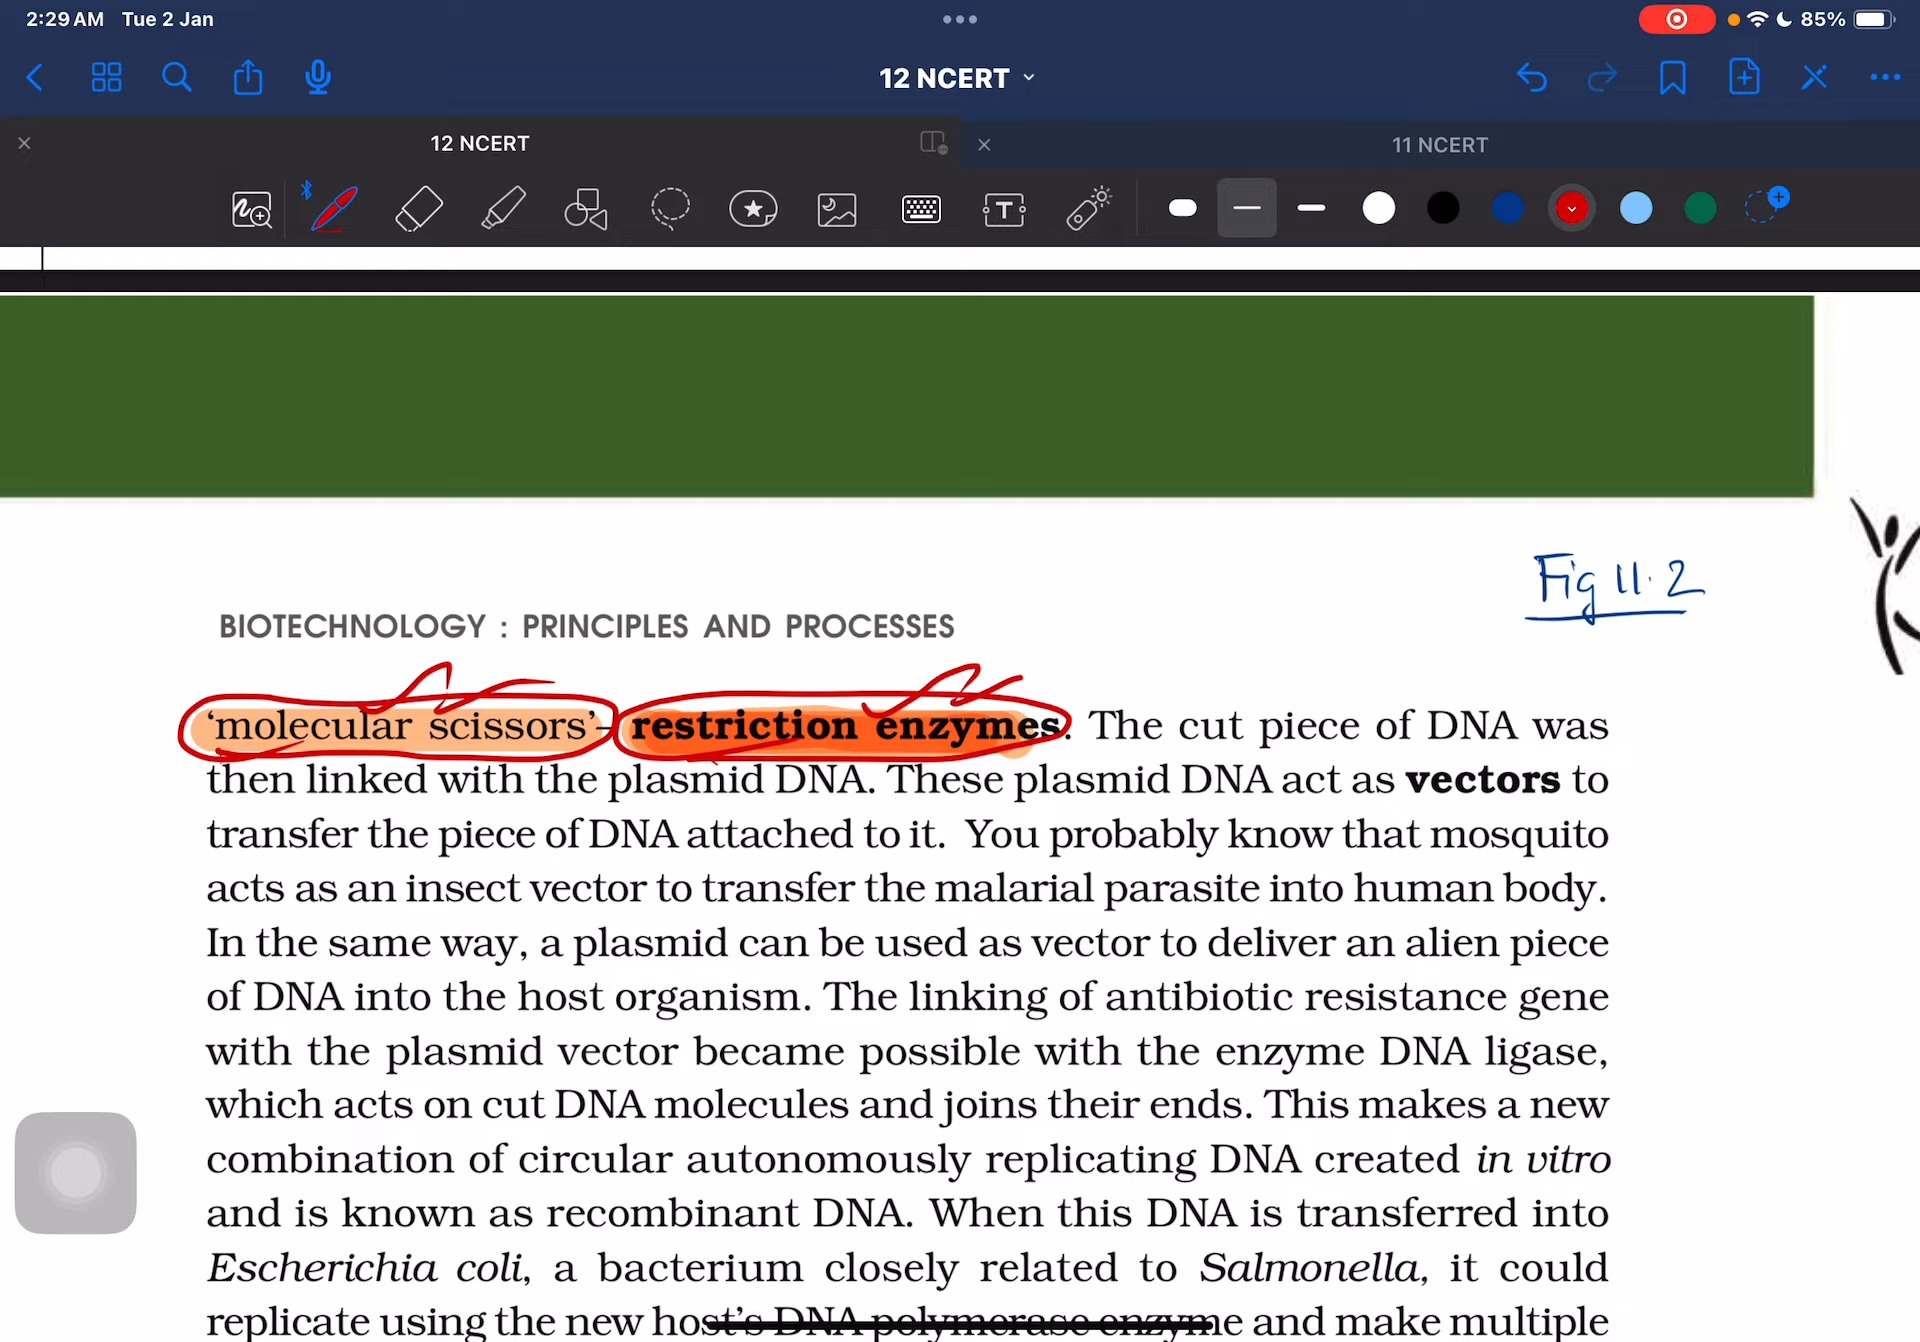 2:29 AM Tue 2 Jan
85%
12 NCERT
12 NCERT
11 NCERT
Fig 11.2
BIOTECHNOLOGY : PRINCIPLES AND PROCESSES
‘molecular scissors’– restriction enzymes. The cut piece of DNA was
then linked with the plasmid DNA. These plasmid DNA act as vectors to
transfer the piece of DNA attached to it. You probably know that mosquito
acts as an insect vector to transfer the malarial parasite into human body.
In the same way, a plasmid can be used as vector to deliver an alien piece
of DNA into the host organism. The linking of antibiotic resistance gene
with the plasmid vector became possible with the enzyme DNA ligase,
which acts on cut DNA molecules and joins their ends. This makes a new
combination of circular autonomously replicating DNA created in vitro
and is known as recombinant DNA. When this DNA is transferred into
Escherichia coli, a bacterium closely related to Salmonella, it could
replicate using the new host’s DNA polymerase enzyme and make multiple